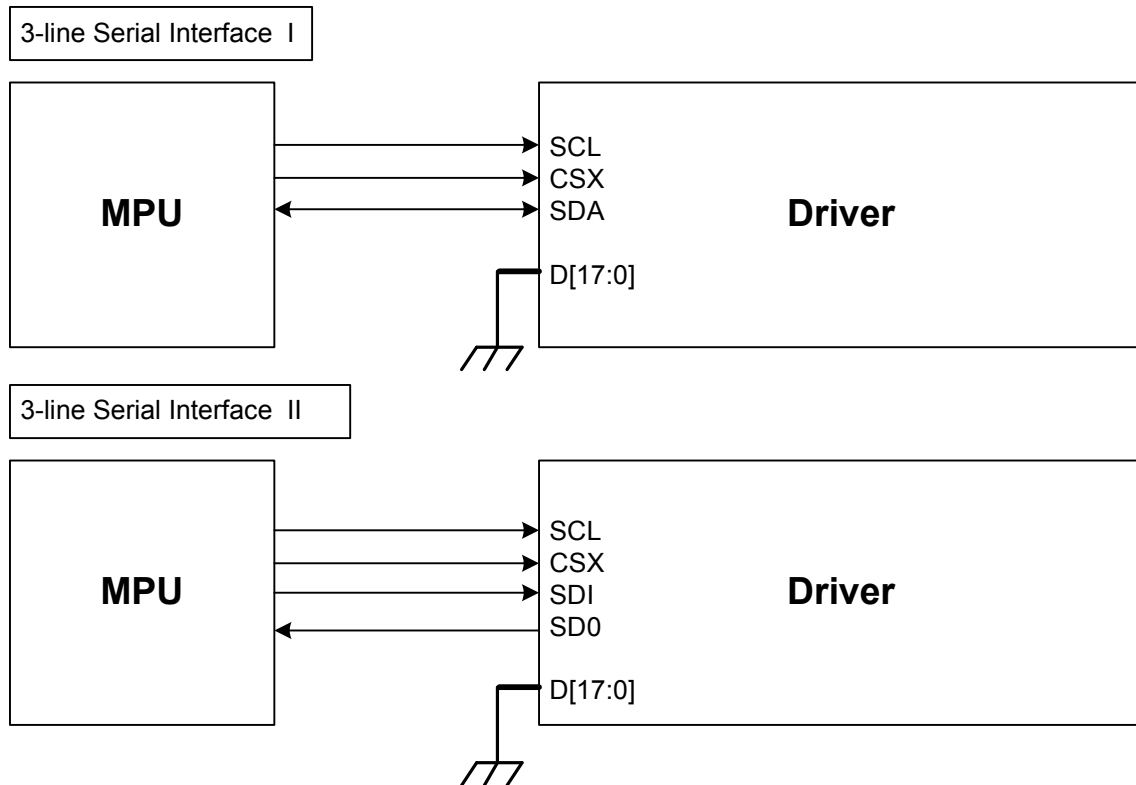 3-line Serial Interface I
MPU
SCL
CSX
SDA
D[17:0]
Driver
3-line Serial Interface II
MPU
SCL
CSX
SDI
SD0
D[17:0]
Driver